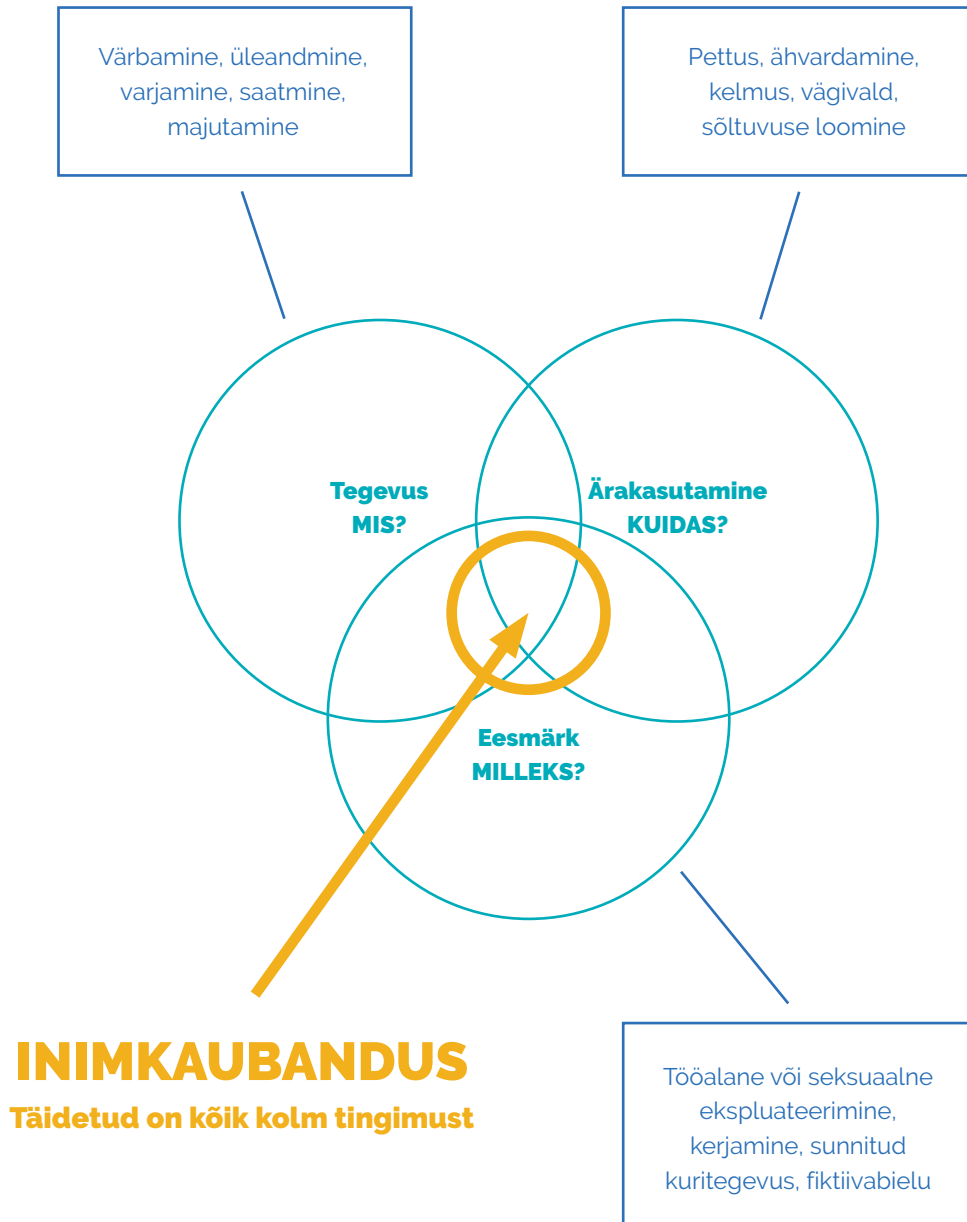 Värbamine, üleandmine,
varjamine, saatmine,
majutamine
Pettus, ähvardamine,
kelmus, vägivald,
sõltuvuse loomine
Tegevus
MIS?
Ärakasutamine
KUIDAS?
Eesmärk
MILLEKS?
INIMKAUBANDUS
Täidetud on kõik kolm tingimust
Tööalane või seksuaalne
ekspluateerimine,
kerjamine, sunnitud
kuritegevus, fiktiivabielu